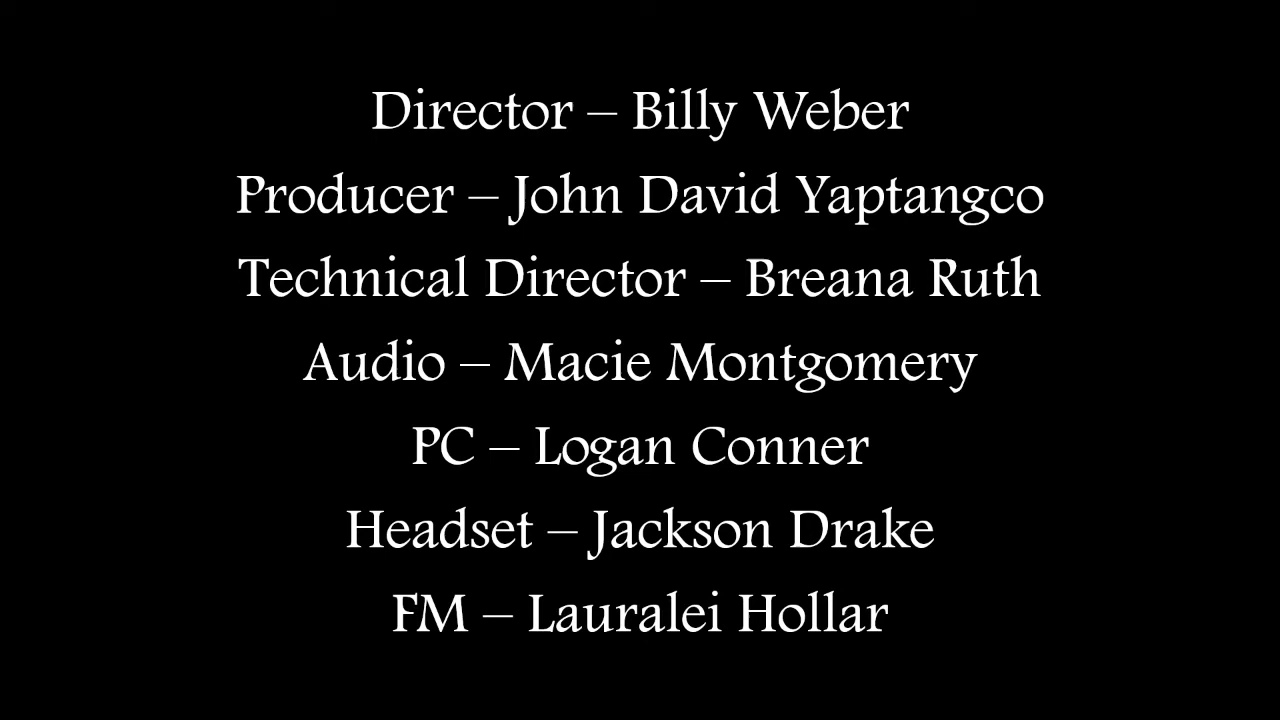 Director – Billy Weber
Producer – John David Yaptangco
Technical Director – Breana Ruth
Audio – Macie Montgomery
PC – Logan Conner
Headset – Jackson Drake
FM – Lauralei Hollar